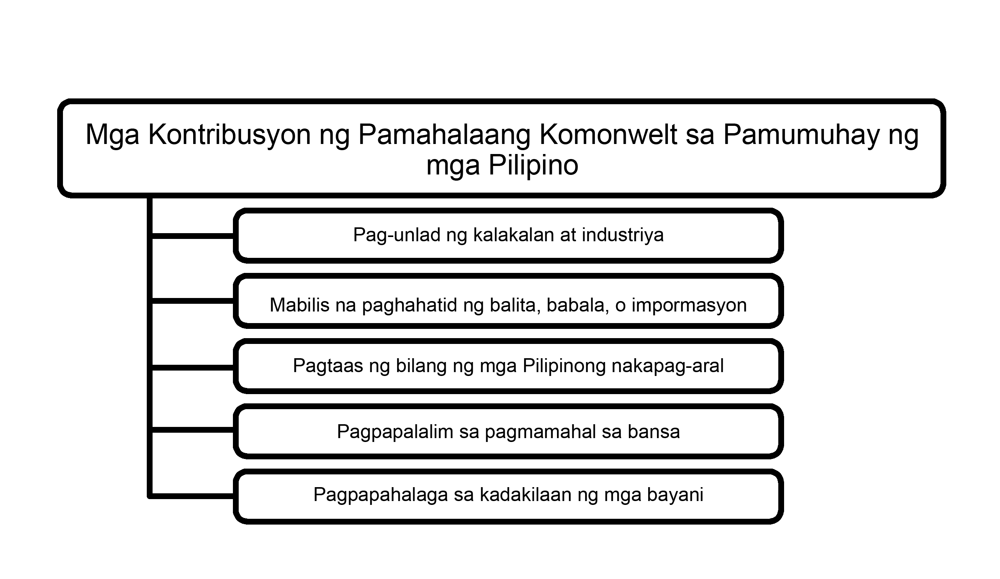 Mga Kontribusyon ng Pamahalaang Komonwelt sa Pamumuhay ng
mga Pilipino
Pag-unlad ng kalakalan at industriya
Mabilis na paghahatid ng balita, babala, o impormasyon
Pagtaas ng bilang ng mga Pilipinong nakapag-aral
Pagpapalalim sa pagmamahal sa bansa
Pagpapahalaga sa kadakilaan ng mga bayani